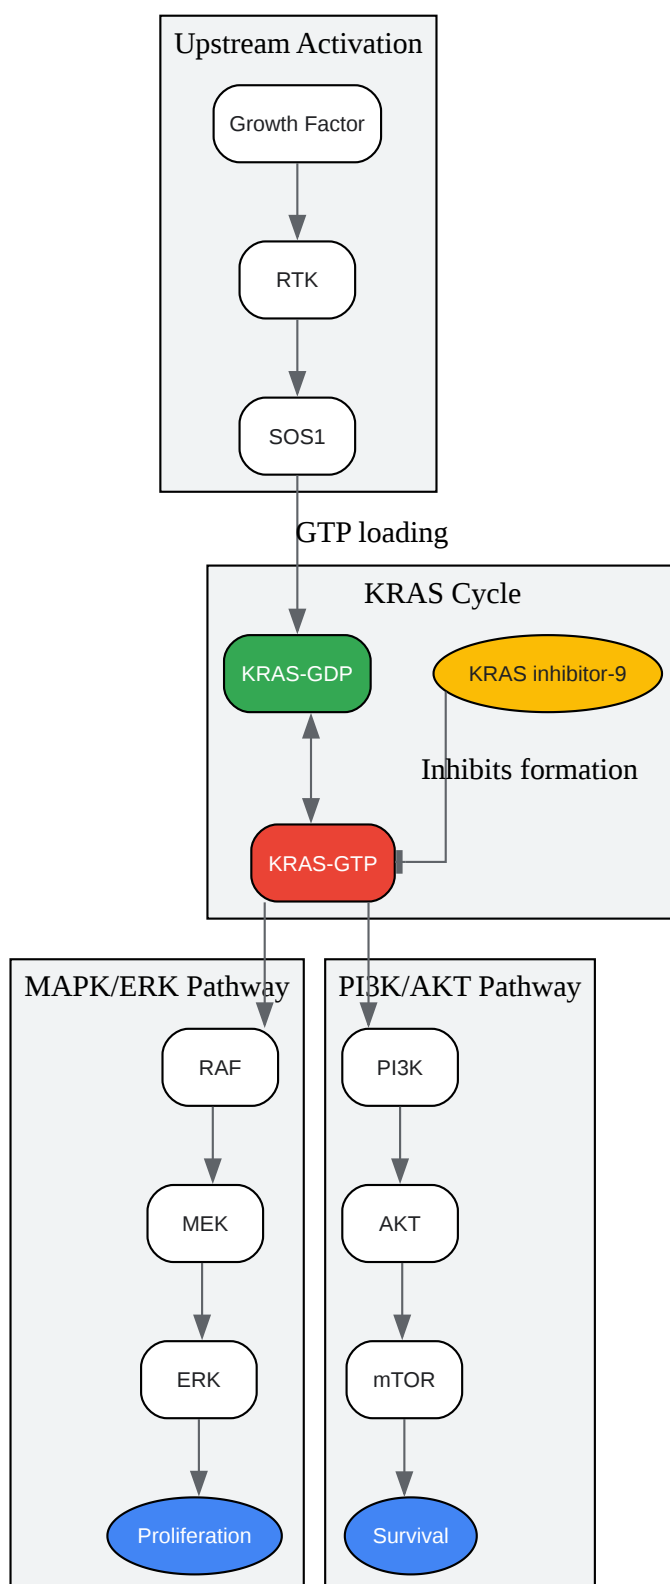 Upstream Activation
Growth Factor
RTK
SOS1
GTP loading
KRAS Cycle
KRAS-GDP
KRAS inhibitor-9
Inhibits formation
KRAS-GTP
MAPK/ERK Pathway
PI3K/AKT Pathway
RAF
PI3K
MEK
AKT
ERK
mTOR
Proliferation
Survival